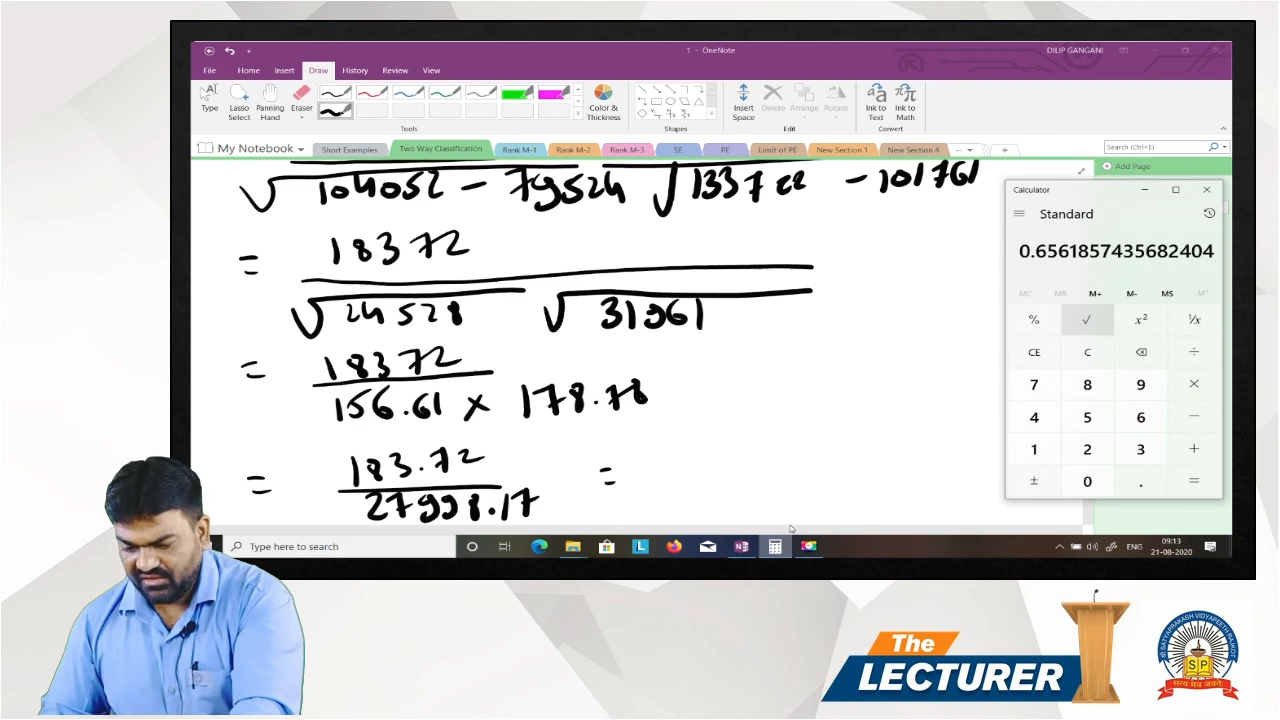 1 - OneNote
DILIP GANGANI
File Home Insert Draw History Review View
Type
Lasso Select
Panning Hand
Eraser
Color & Thickness
Insert Space
Delete
Arrange
Rotate
Ink to Text
Ink to Math
Tools
Shapes
Edit
Convert
My Notebook
Short Examples Two Way Classification Rank M-1 Rank M-2 Rank M-3 SE PE Limit of PE New Section 1 New Section 4 ... +
Search (Ctrl+E)
+ Add Page
√104052 - 79524 √133722 - 101761
= 18372
√24528 √31961
= 18372
156.61 × 178.78
= 183.72 =
27998.17
Calculator
Standard
0.6561857435682404
MC MR M+ M- MS M˅
% √ x² ¹/x
CE C ⌫ ÷
7 8 9 ×
4 5 6 −
1 2 3 +
± 0 . =
Type here to search
ENG
09:13
21-08-2020
The
LECTURER
SP
सत्य मेव जयते